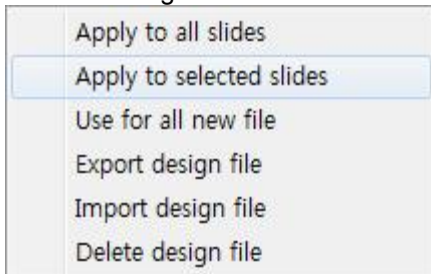 Apply to all slides
Apply to selected slides
Use for all new file
Export design file
Import design file
Delete design file